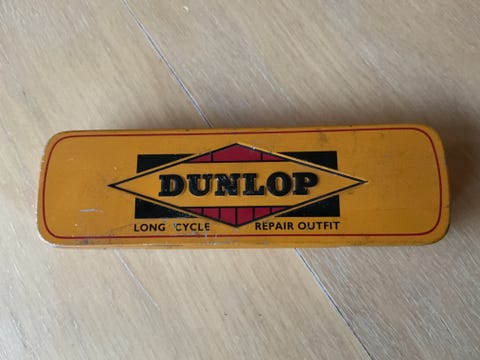 DUNLOP
LONG CYCLE REPAIR OUTFIT